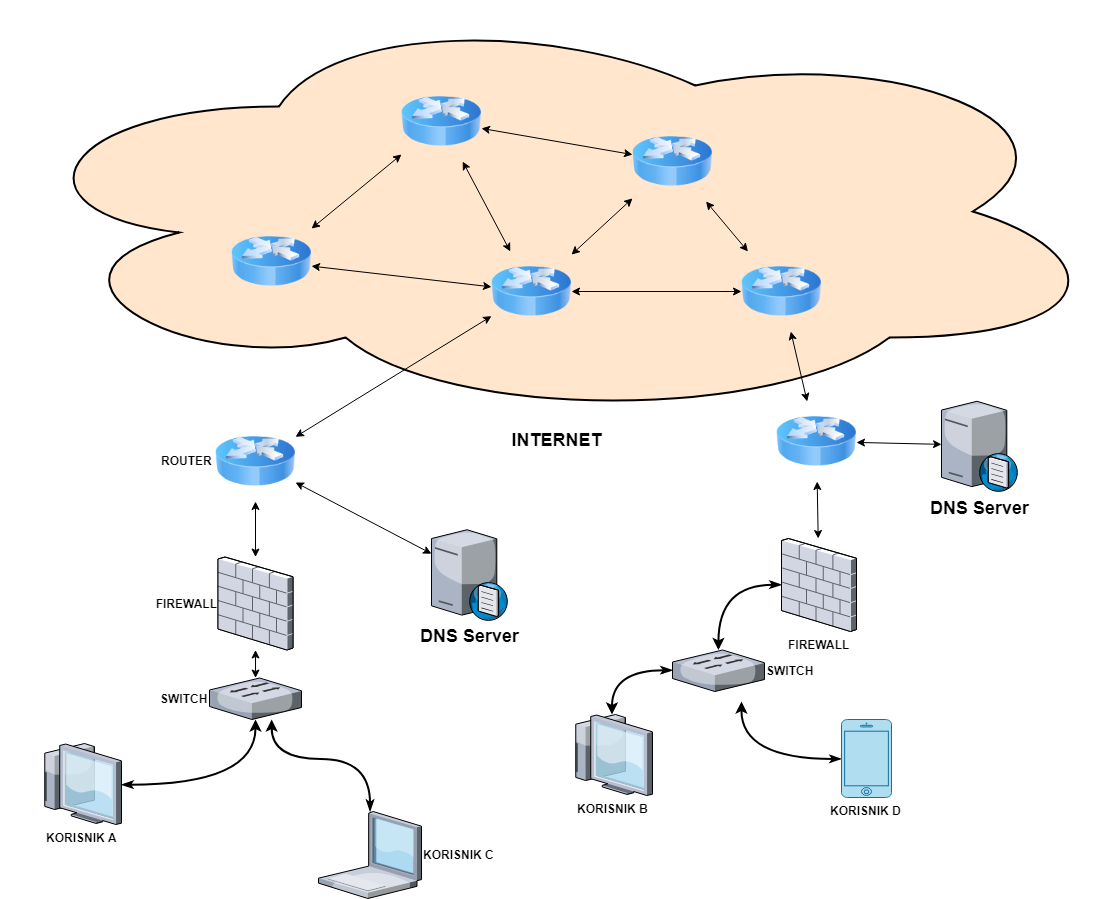 INTERNET
ROUTER
DNS Server
FIREWALL
DNS Server
FIREWALL
SWITCH
SWITCH
KORISNIK B
KORISNIK D
KORISNIK A
KORISNIK C